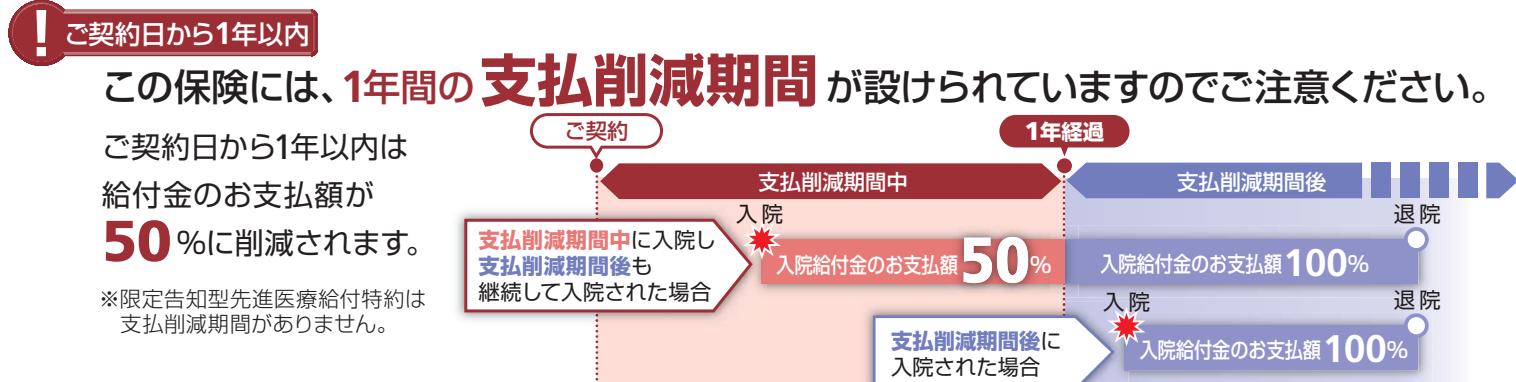 ！ご契約日から1年以内
この保険には、1年間の支払削減期間が設けられていますのでご注意ください。
ご契約日から1年以内は
給付金のお支払額が
50%に削減されます。
※限定告知型先進医療給付特約は
支払削減期間がありません。
ご契約
1年経過
支払削減期間中
支払削減期間後
入院
退院
支払削減期間中に入院し
支払削減期間後も
継続して入院された場合
入院給付金のお支払額50%
入院給付金のお支払額100%
入院
退院
支払削減期間後に
入院された場合
入院給付金のお支払額100%